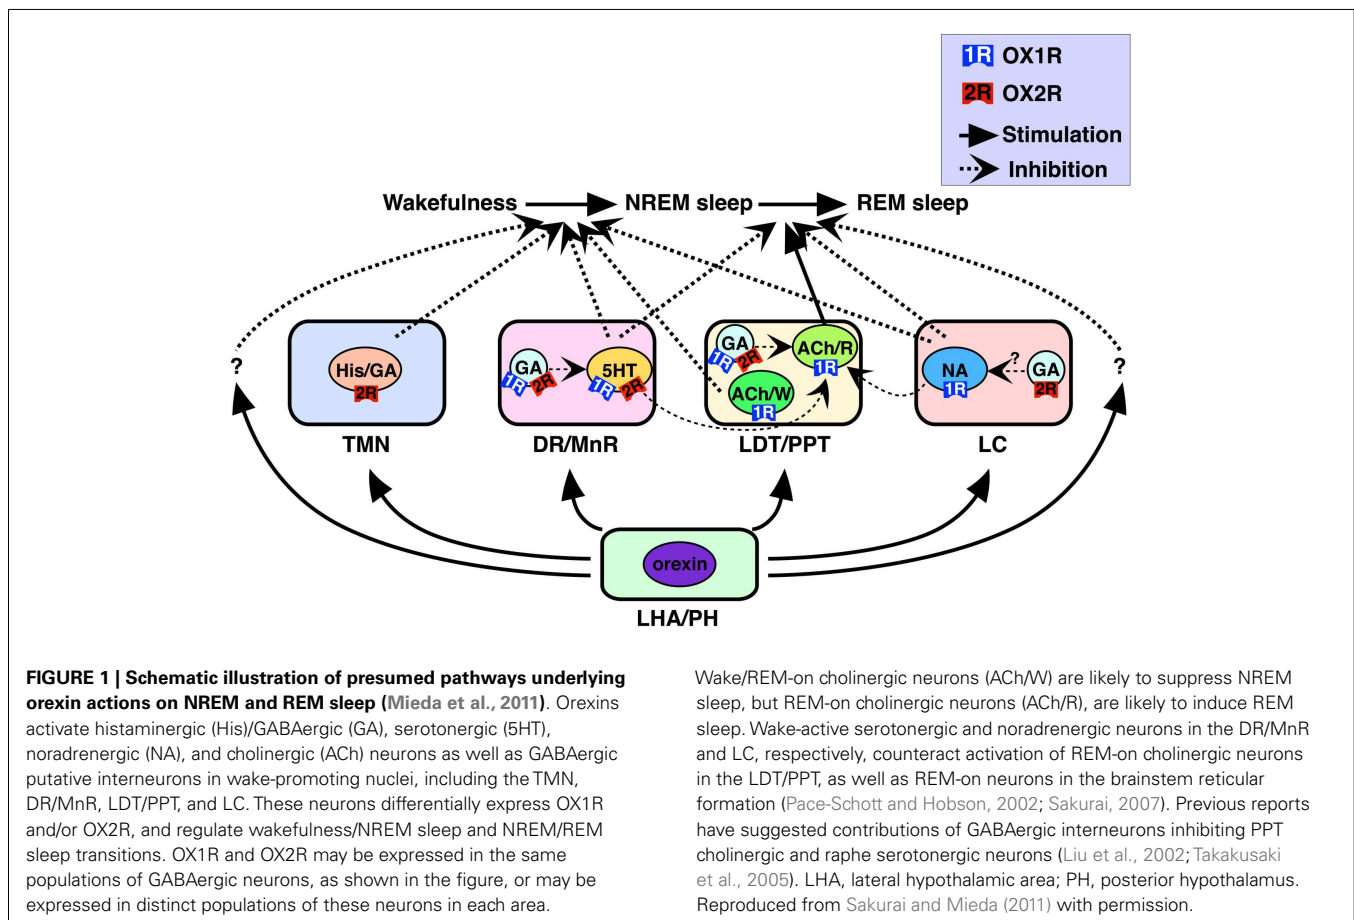 1R OX1R
2R OX2R
Stimulation
Inhibition
Wakefulness NREM sleep REM sleep
? ?
His/GA
2R
TMN
GA
1R 2R
5HT
1R 2R
DR/MnR
GA
1R 2R
ACh/R
1R
ACh/W
1R
LDT/PPT
NA
1R
?
GA
2R
LC
orexin
LHA/PH
FIGURE 1 | Schematic illustration of presumed pathways underlying
orexin actions on NREM and REM sleep (Mieda et al., 2011). Orexins
activate histaminergic (His)/GABAergic (GA), serotonergic (5HT),
noradrenergic (NA), and cholinergic (ACh) neurons as well as GABAergic
putative interneurons in wake-promoting nuclei, including the TMN,
DR/MnR, LDT/PPT, and LC. These neurons differentially express OX1R
and/or OX2R, and regulate wakefulness/NREM sleep and NREM/REM
sleep transitions. OX1R and OX2R may be expressed in the same
populations of GABAergic neurons, as shown in the figure, or may be
expressed in distinct populations of these neurons in each area.
Wake/REM-on cholinergic neurons (ACh/W) are likely to suppress NREM
sleep, but REM-on cholinergic neurons (ACh/R), are likely to induce REM
sleep. Wake-active serotonergic and noradrenergic neurons in the DR/MnR
and LC, respectively, counteract activation of REM-on cholinergic neurons
in the LDT/PPT, as well as REM-on neurons in the brainstem reticular
formation (Pace-Schott and Hobson, 2002; Sakurai, 2007). Previous reports
have suggested contributions of GABAergic interneurons inhibiting PPT
cholinergic and raphe serotonergic neurons (Liu et al., 2002; Takakusaki
et al., 2005). LHA, lateral hypothalamic area; PH, posterior hypothalamus.
Reproduced from Sakurai and Mieda (2011) with permission.